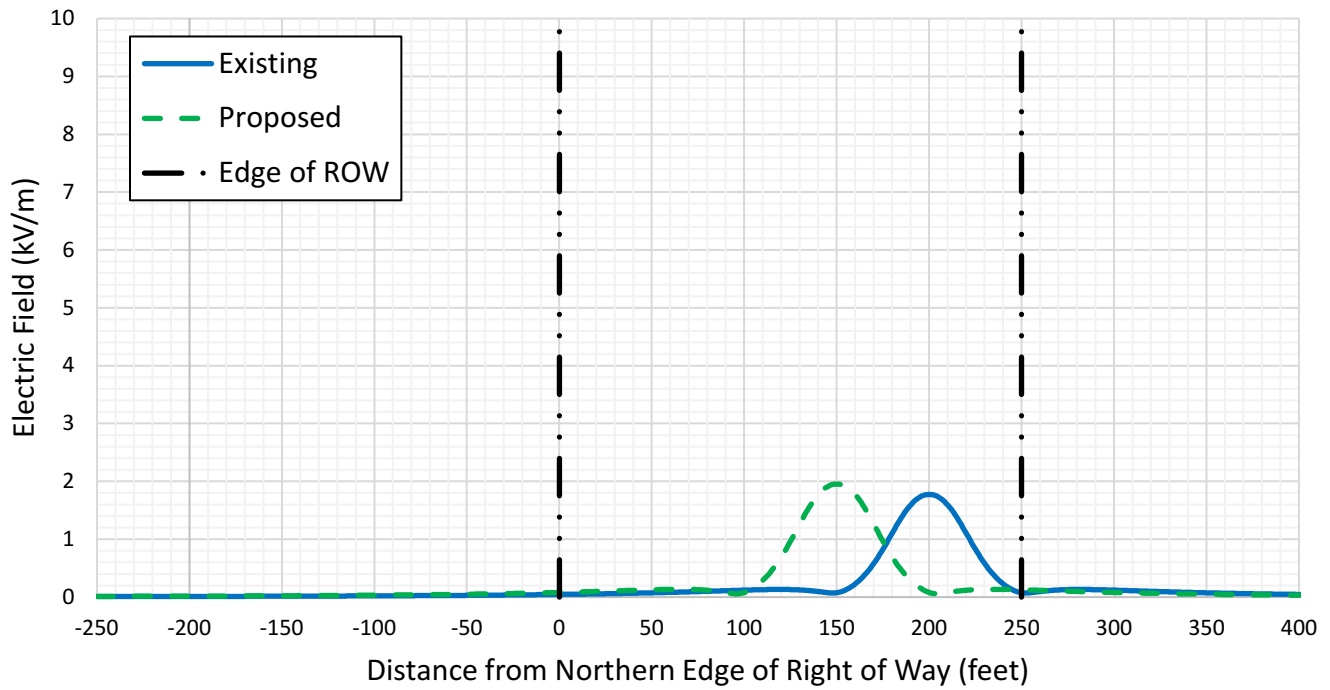 10
9
8
7
6
5
4
3
2
1
0
Electric Field (kV/m)
Existing
Proposed
Edge of ROW
-250 -200 -150 -100 -50 0 50 100 150 200 250 300 350 400
Distance from Northern Edge of Right of Way (feet)